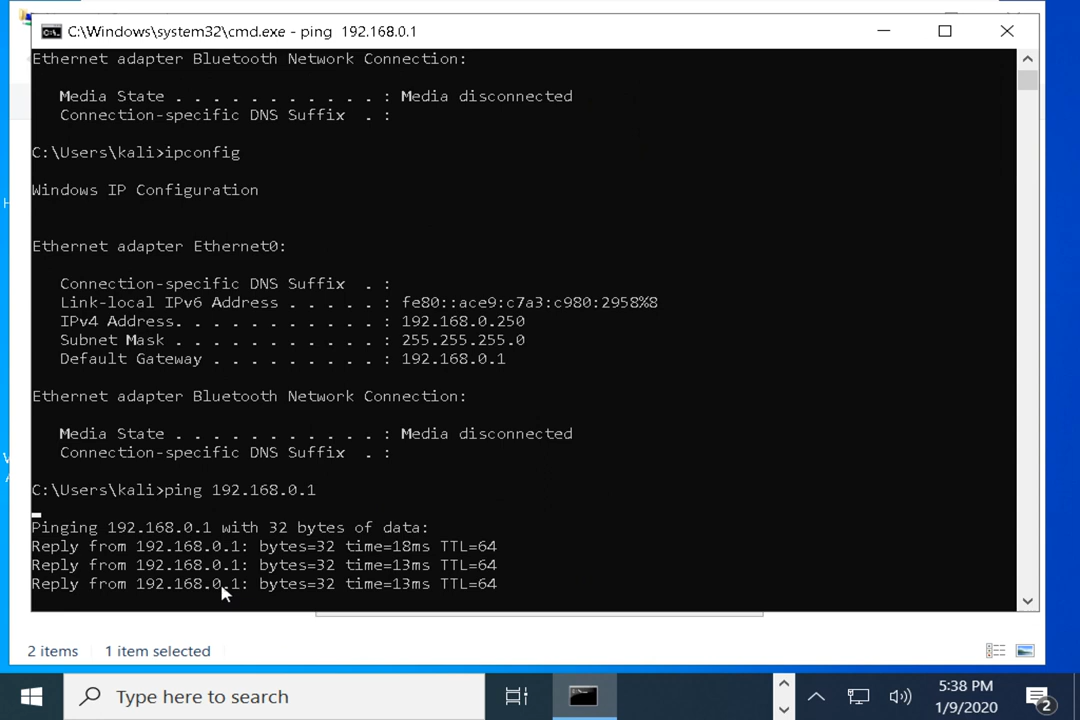 C:\Windows\system32\cmd.exe - ping 192.168.0.1
Ethernet adapter Bluetooth Network Connection:
Media State . . . . . . . . . . . : Media disconnected
Connection-specific DNS Suffix . :
C:\Users\kali>ipconfig
Windows IP Configuration
Ethernet adapter Ethernet0:
Connection-specific DNS Suffix . :
Link-local IPv6 Address . . . . . : fe80::ace9:c7a3:c980:2958%8
IPv4 Address. . . . . . . . . . . : 192.168.0.250
Subnet Mask . . . . . . . . . . . : 255.255.255.0
Default Gateway . . . . . . . . . : 192.168.0.1
Ethernet adapter Bluetooth Network Connection:
Media State . . . . . . . . . . . : Media disconnected
Connection-specific DNS Suffix . :
C:\Users\kali>ping 192.168.0.1
Pinging 192.168.0.1 with 32 bytes of data:
Reply from 192.168.0.1: bytes=32 time=18ms TTL=64
Reply from 192.168.0.1: bytes=32 time=13ms TTL=64
Reply from 192.168.0.1: bytes=32 time=13ms TTL=64
2 items 1 item selected
Type here to search
5:38 PM
1/9/2020
2